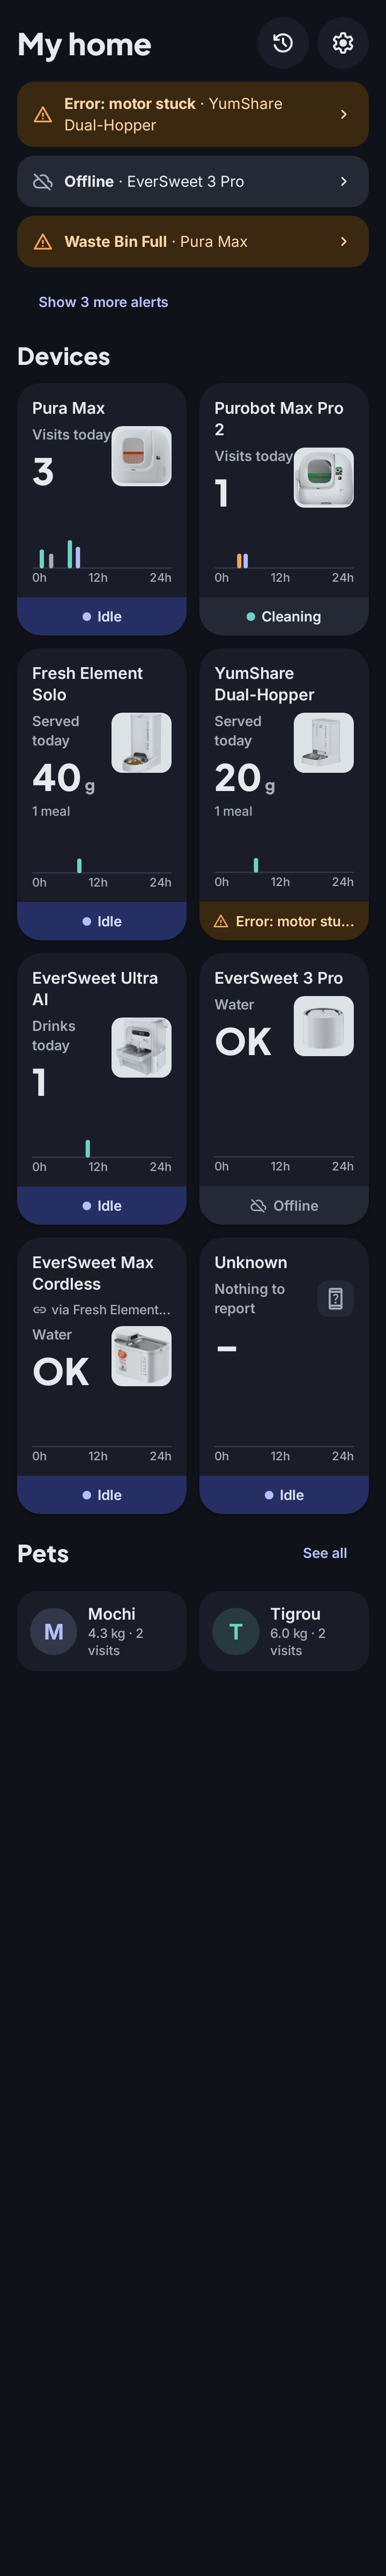 My home
Error: motor stuck · YumShare
Dual-Hopper
Offline · EverSweet 3 Pro
Waste Bin Full · Pura Max
Show 3 more alerts
Devices
Pura Max
Visits today
3
0h 12h 24h
Idle
Purobot Max Pro
2
Visits today
1
0h 12h 24h
Cleaning
Fresh Element
Solo
Served
today
40 g
1 meal
0h 12h 24h
Idle
YumShare
Dual-Hopper
Served
today
20 g
1 meal
0h 12h 24h
Error: motor stu...
EverSweet Ultra
AI
Drinks
today
1
0h 12h 24h
Idle
EverSweet 3 Pro
Water
OK
0h 12h 24h
Offline
EverSweet Max
Cordless
via Fresh Element...
Water
OK
0h 12h 24h
Idle
Unknown
Nothing to
report
–
0h 12h 24h
Idle
Pets
See all
M
Mochi
4.3 kg · 2
visits
T
Tigrou
6.0 kg · 2
visits